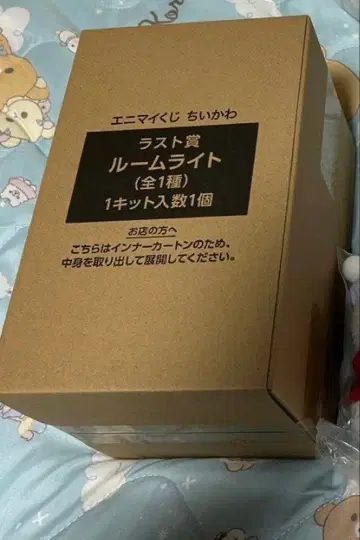 エニマイくじ ちいかわ
ラスト賞
ルームライト
(全1種)
1キット入数1個
お店の方へ
こちらはインナーカートンのため、
中身を取り出して展開してください。